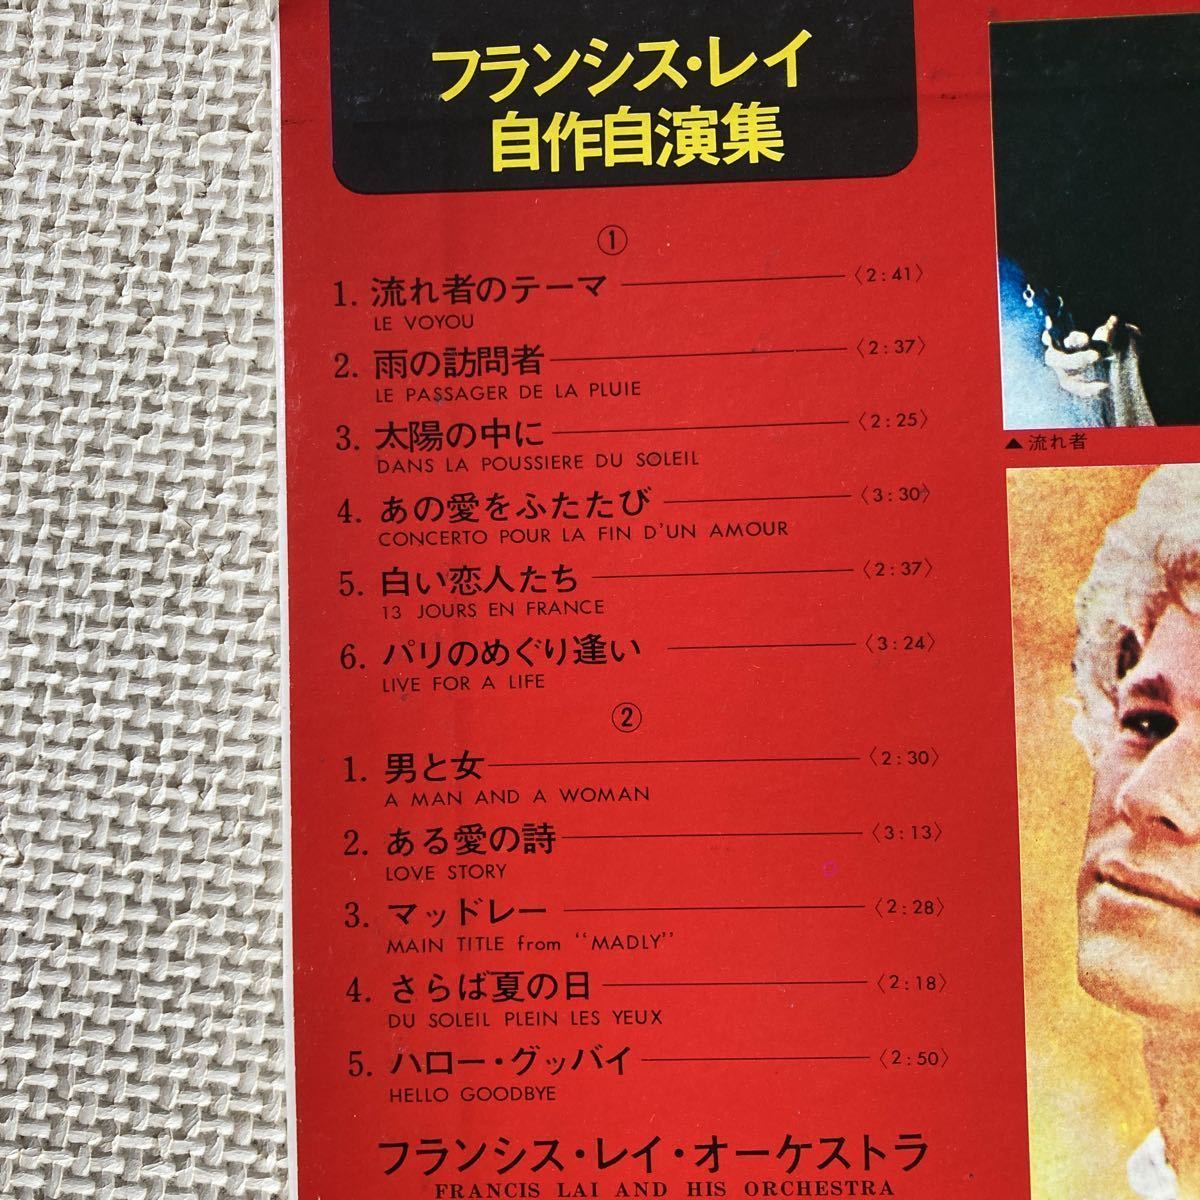 フランシス・レイ
自作自演集
①
1. 流れ者のテーマ 〈2:41〉
LE VOYOU
2. 雨の訪問者 〈2:37〉
LE PASSAGER DE LA PLUIE
3. 太陽の中に 〈2:25〉
DANS LA POUSSIERE DU SOLEIL
4. あの愛をふたたび 〈3:30〉
CONCERTO POUR LA FIN D'UN AMOUR
5. 白い恋人たち 〈2:37〉
13 JOURS EN FRANCE
6. パリのめぐり逢い 〈3:24〉
LIVE FOR A LIFE
②
1. 男と女 〈2:30〉
A MAN AND A WOMAN
2. ある愛の詩 〈3:13〉
LOVE STORY
3. マッドレー 〈2:28〉
MAIN TITLE from “MADLY”
4. さらば夏の日 〈2:18〉
DU SOLEIL PLEIN LES YEUX
5. ハロー・グッバイ 〈2:50〉
HELLO GOODBYE
フランシス・レイ・オーケストラ
FRANCIS LAI AND HIS ORCHESTRA
▲流れ者